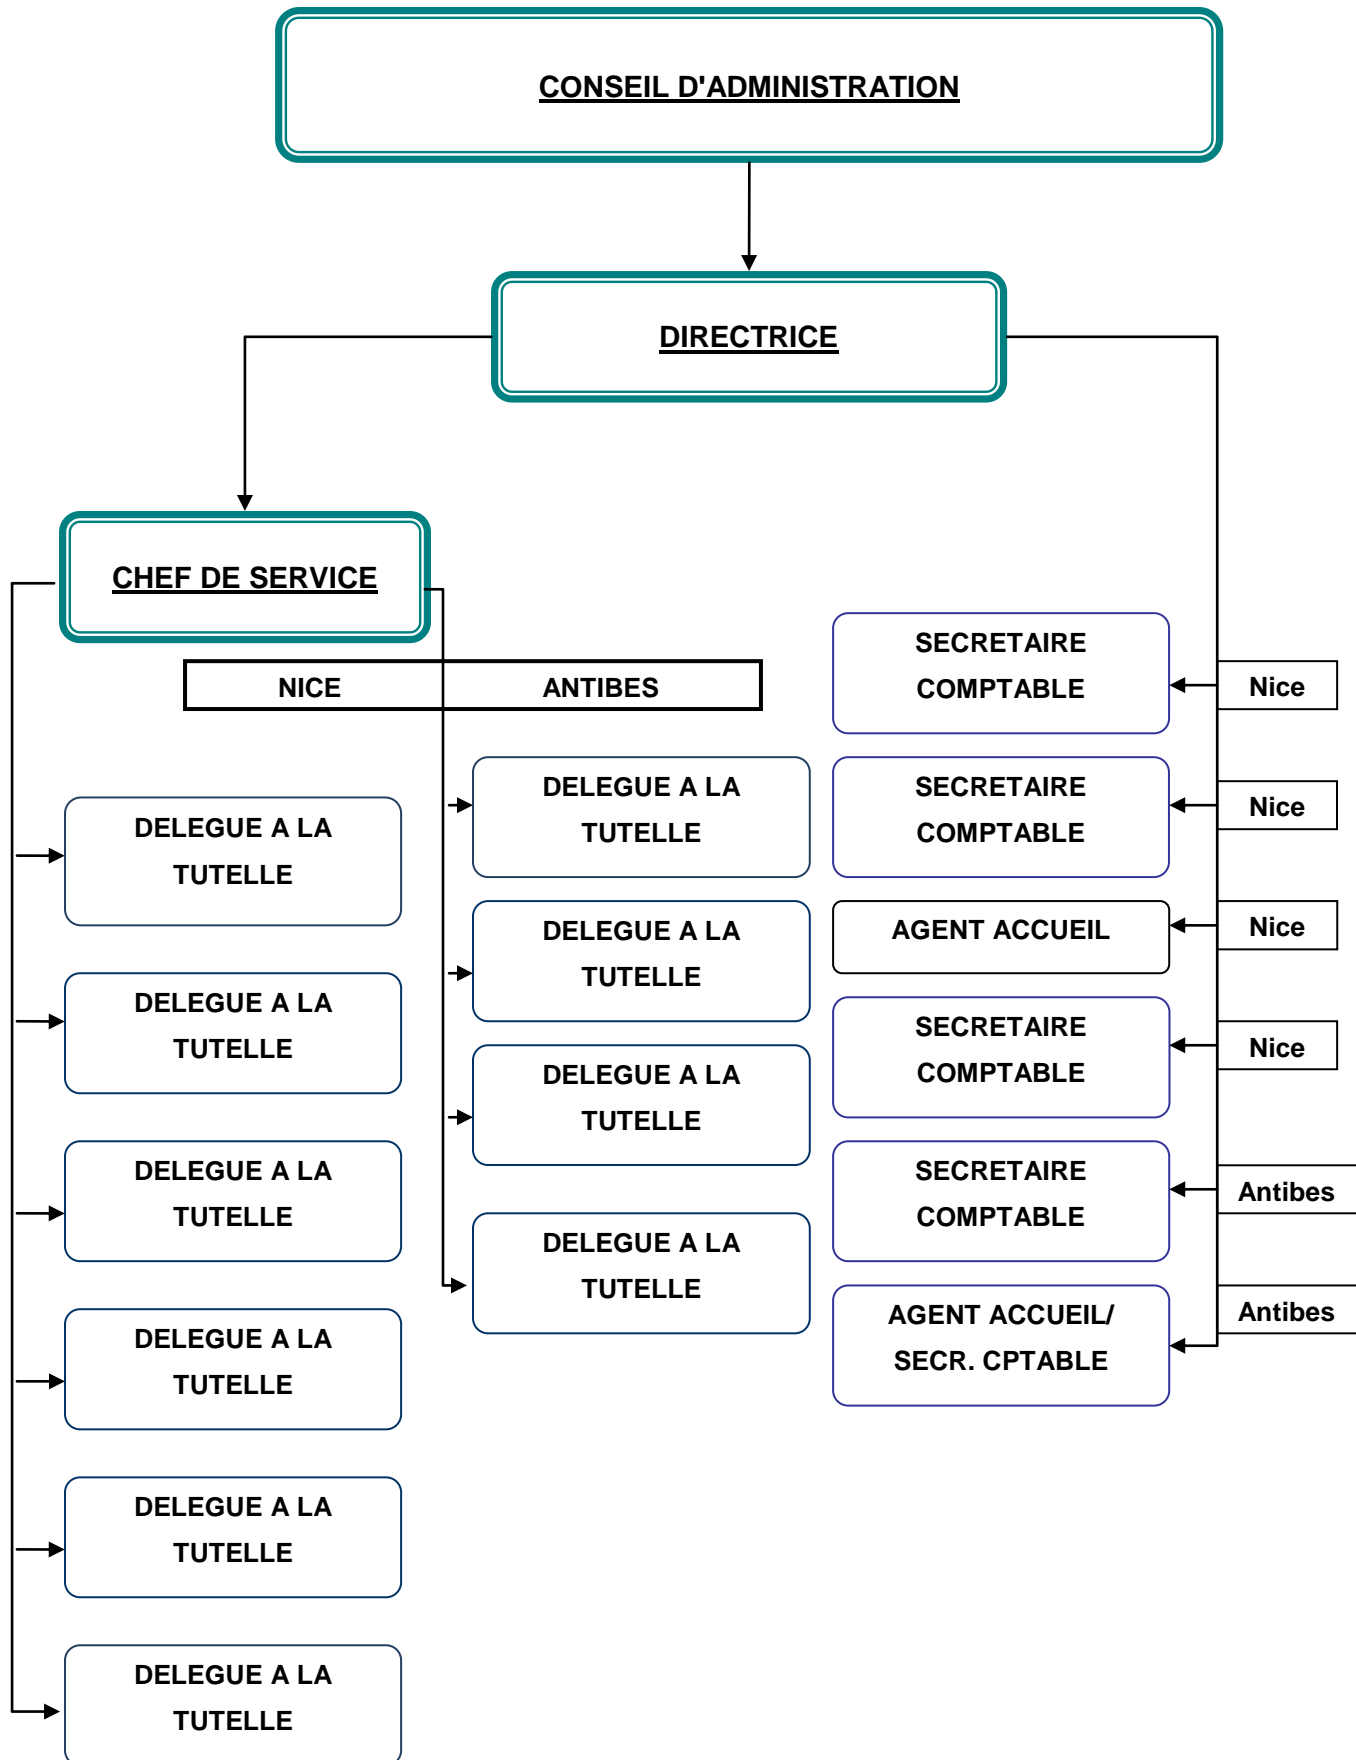 CONSEIL D'ADMINISTRATION
DIRECTRICE
CHEF DE SERVICE
NICE ANTIBES
DELEGUE A LA
TUTELLE
DELEGUE A LA
TUTELLE
DELEGUE A LA
TUTELLE
DELEGUE A LA
TUTELLE
DELEGUE A LA
TUTELLE
DELEGUE A LA
TUTELLE
DELEGUE A LA
TUTELLE
DELEGUE A LA
TUTELLE
DELEGUE A LA
TUTELLE
DELEGUE A LA
TUTELLE
SECRETAIRE
COMPTABLE
Nice
SECRETAIRE
COMPTABLE
Nice
AGENT ACCUEIL
Nice
SECRETAIRE
COMPTABLE
Nice
SECRETAIRE
COMPTABLE
Antibes
AGENT ACCUEIL/
SECR. CPTABLE
Antibes